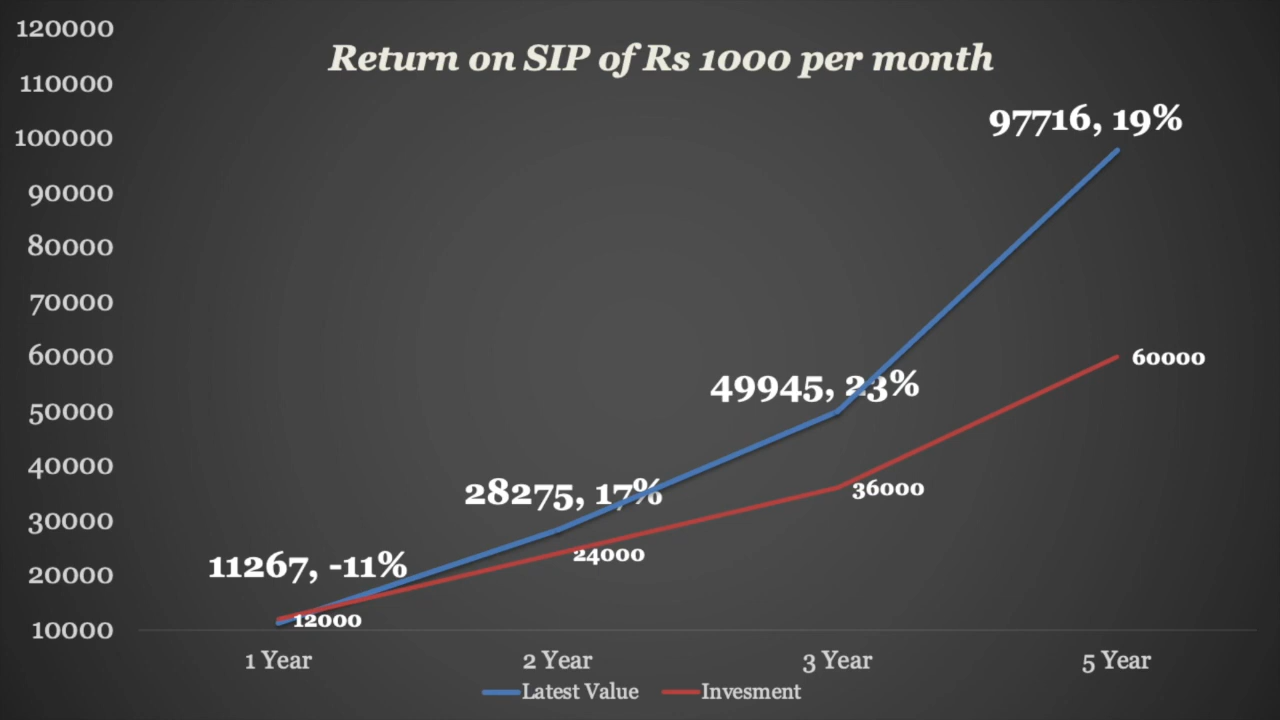 Return on SIP of Rs 1000 per month
120000
110000
100000
90000
80000
70000
60000
50000
40000
30000
20000
10000
97716, 19%
60000
49945, 23%
36000
28275, 17%
24000
11267, -11%
12000
1 Year
2 Year
3 Year
5 Year
Latest Value
Invesment